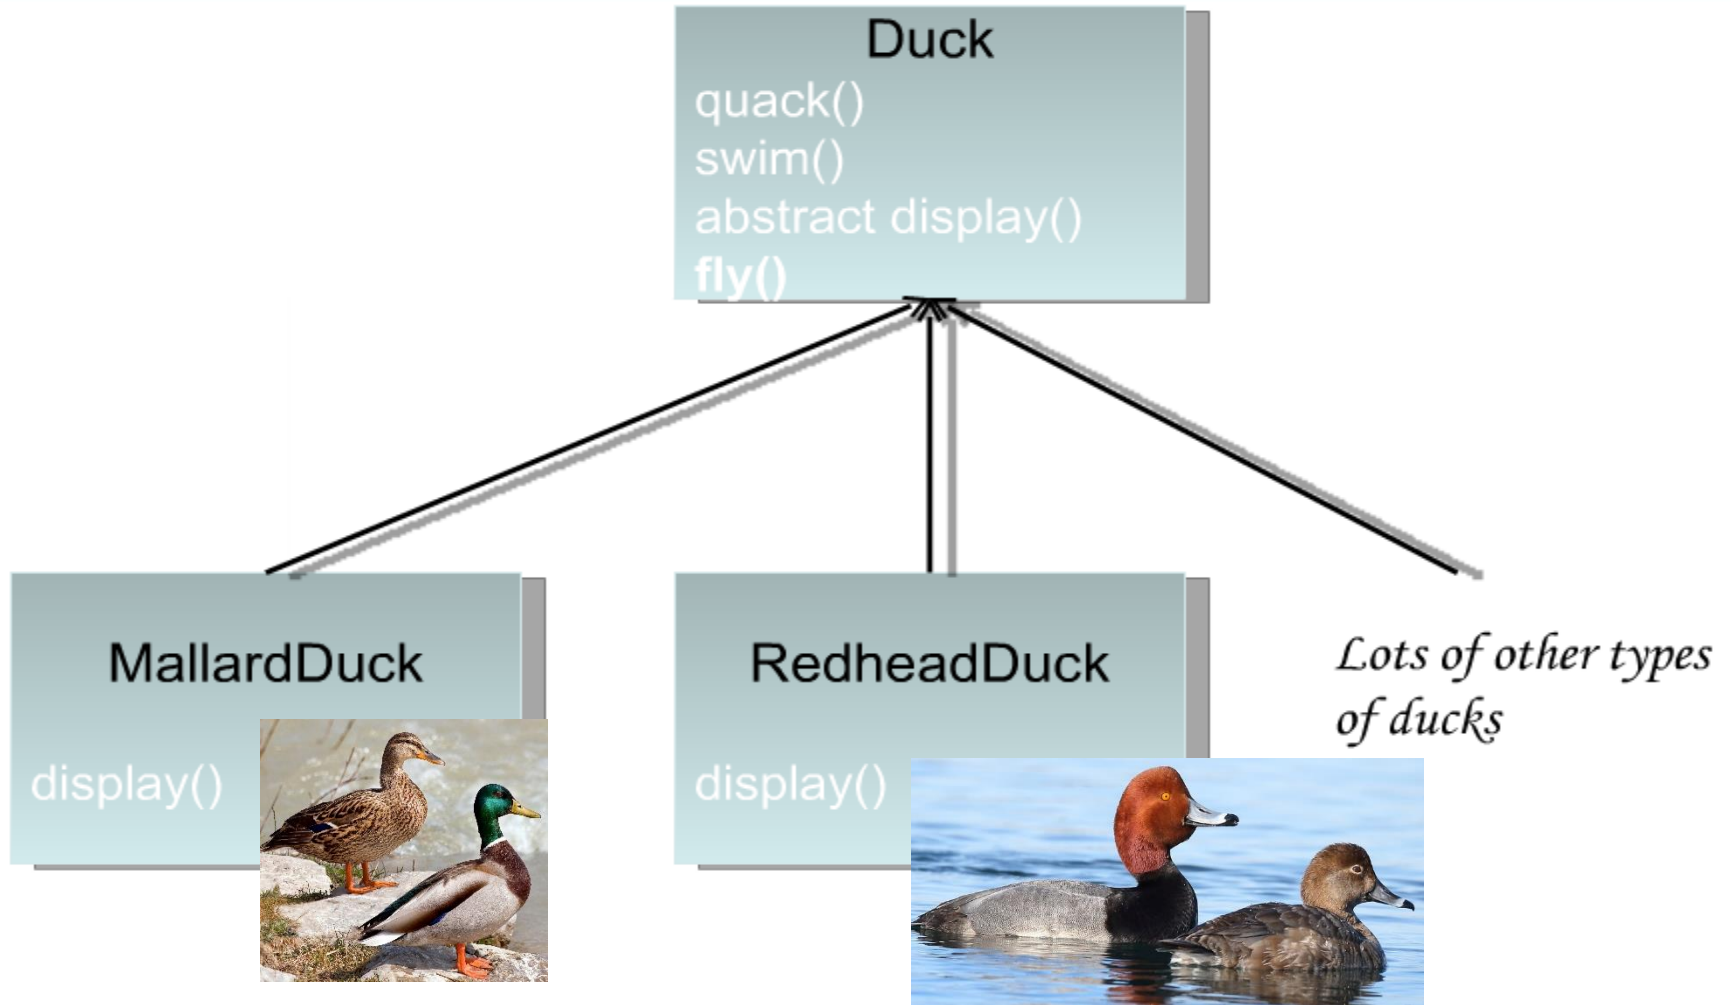 Duck
quack()
swim()
abstract display()
fly()
MallardDuck
display()
RedheadDuck
display()
Lots of other types
of ducks